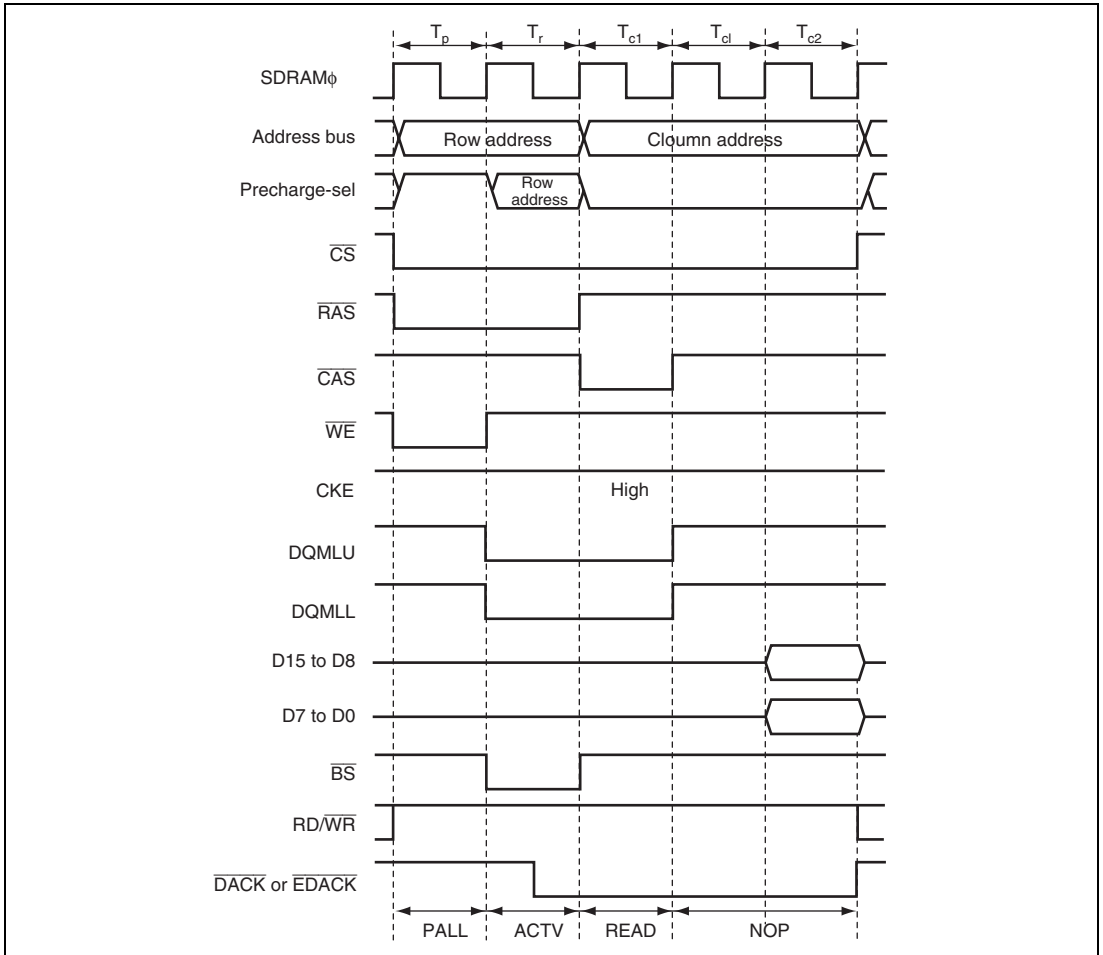 Tp Tr Tc1 Tcl Tc2
SDRAMϕ
Address bus Row address Cloumn address
Precharge-sel Row address
CS
RAS
CAS
WE
CKE High
DQMLU
DQMLL
D15 to D8
D7 to D0
BS
RD/WR
DACK or EDACK
PALL ACTV READ NOP